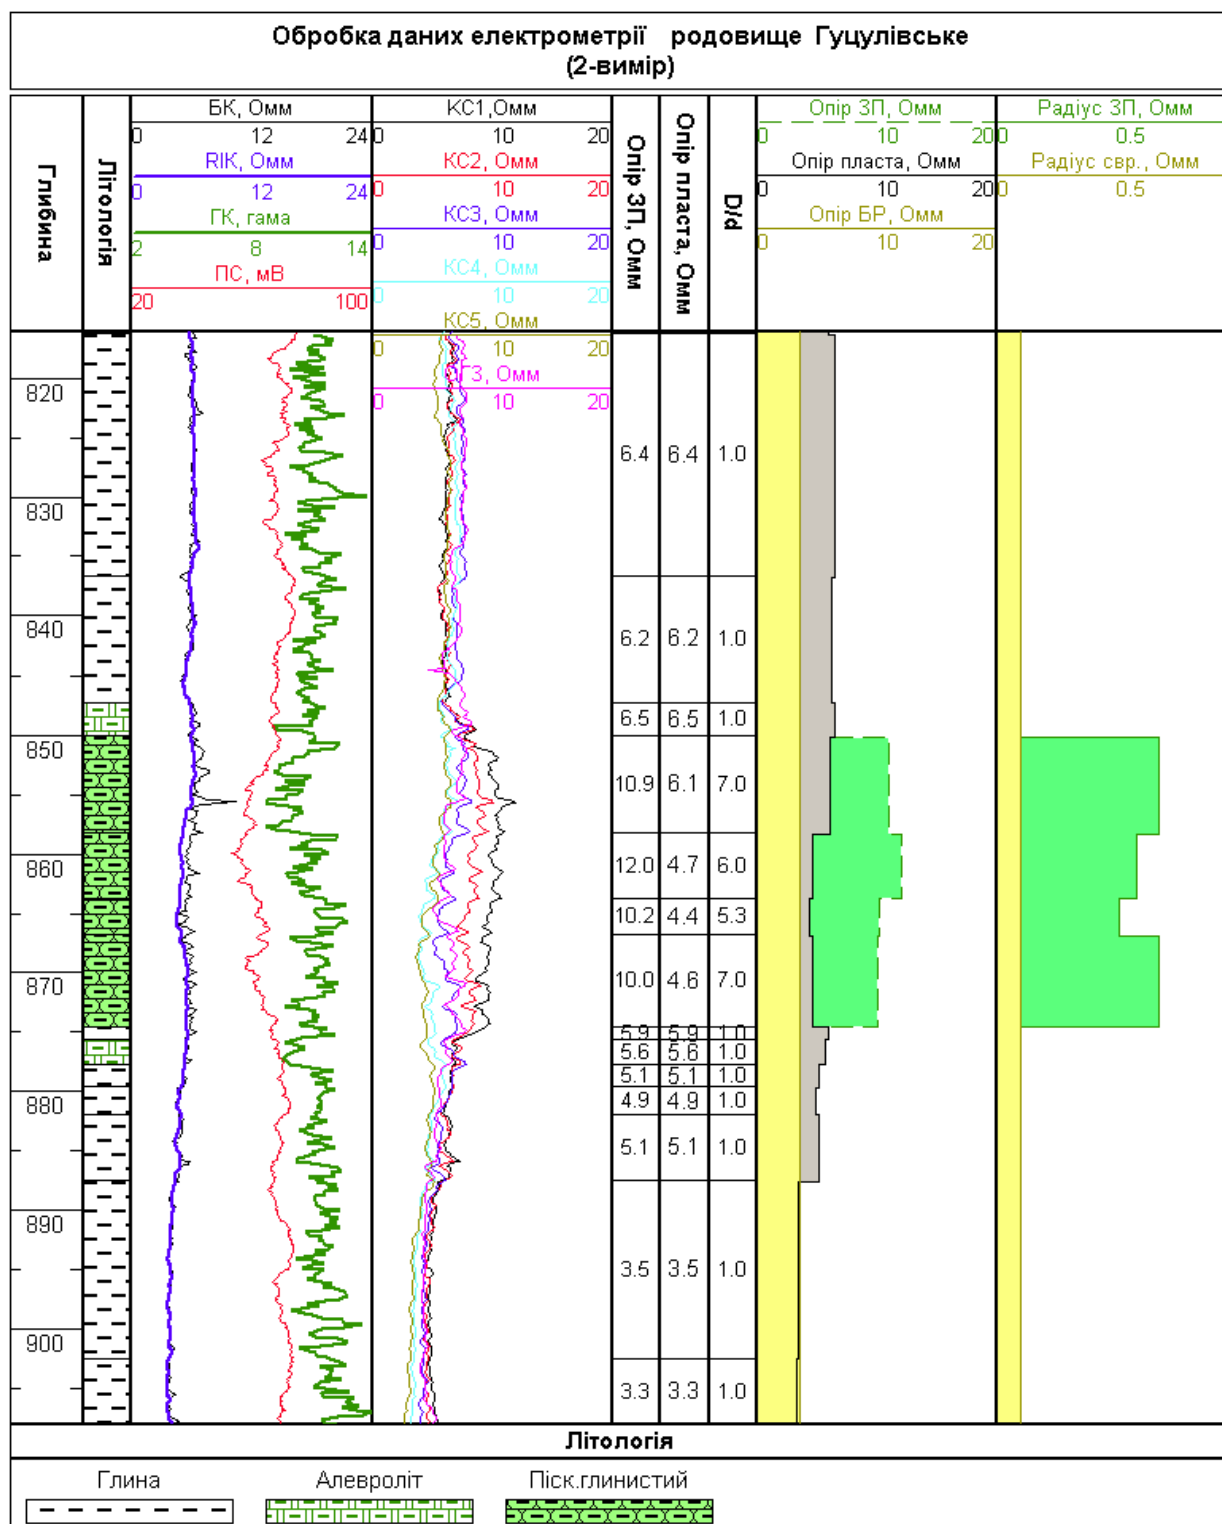 Обробка даних електрометрії родовище Гуцулівське
(2-вимір)
Глибина
Літологія
БК, Омм
0 12 24
RIK, Омм
0 12 24
ГК, гама
2 8 14
ПС, мВ
20 100
КС1,Омм
0 10 20
КС2, Омм
0 10 20
КС3, Омм
0 10 20
КС4, Омм
0 10 20
КС5, Омм
0 10 20
ГЗ, Омм
0 10 20
Опір ЗП, Омм
Опір пласта, Омм
D/d
Опір ЗП, Омм
0 10 20
Опір пласта, Омм
0 10 20
Опір БР, Омм
0 10 20
Радіус ЗП, Омм
0 0.5
Радіус свр., Омм
0 0.5
820
830
840
850
860
870
880
890
900
6.4 6.4 1.0
6.2 6.2 1.0
6.5 6.5 1.0
10.9 6.1 7.0
12.0 4.7 6.0
10.2 4.4 5.3
10.0 4.6 7.0
5.9 5.9 1.0
5.6 5.6 1.0
5.1 5.1 1.0
4.9 4.9 1.0
5.1 5.1 1.0
3.5 3.5 1.0
3.3 3.3 1.0
Літологія
Глина
Алевроліт
Піск.глинистий